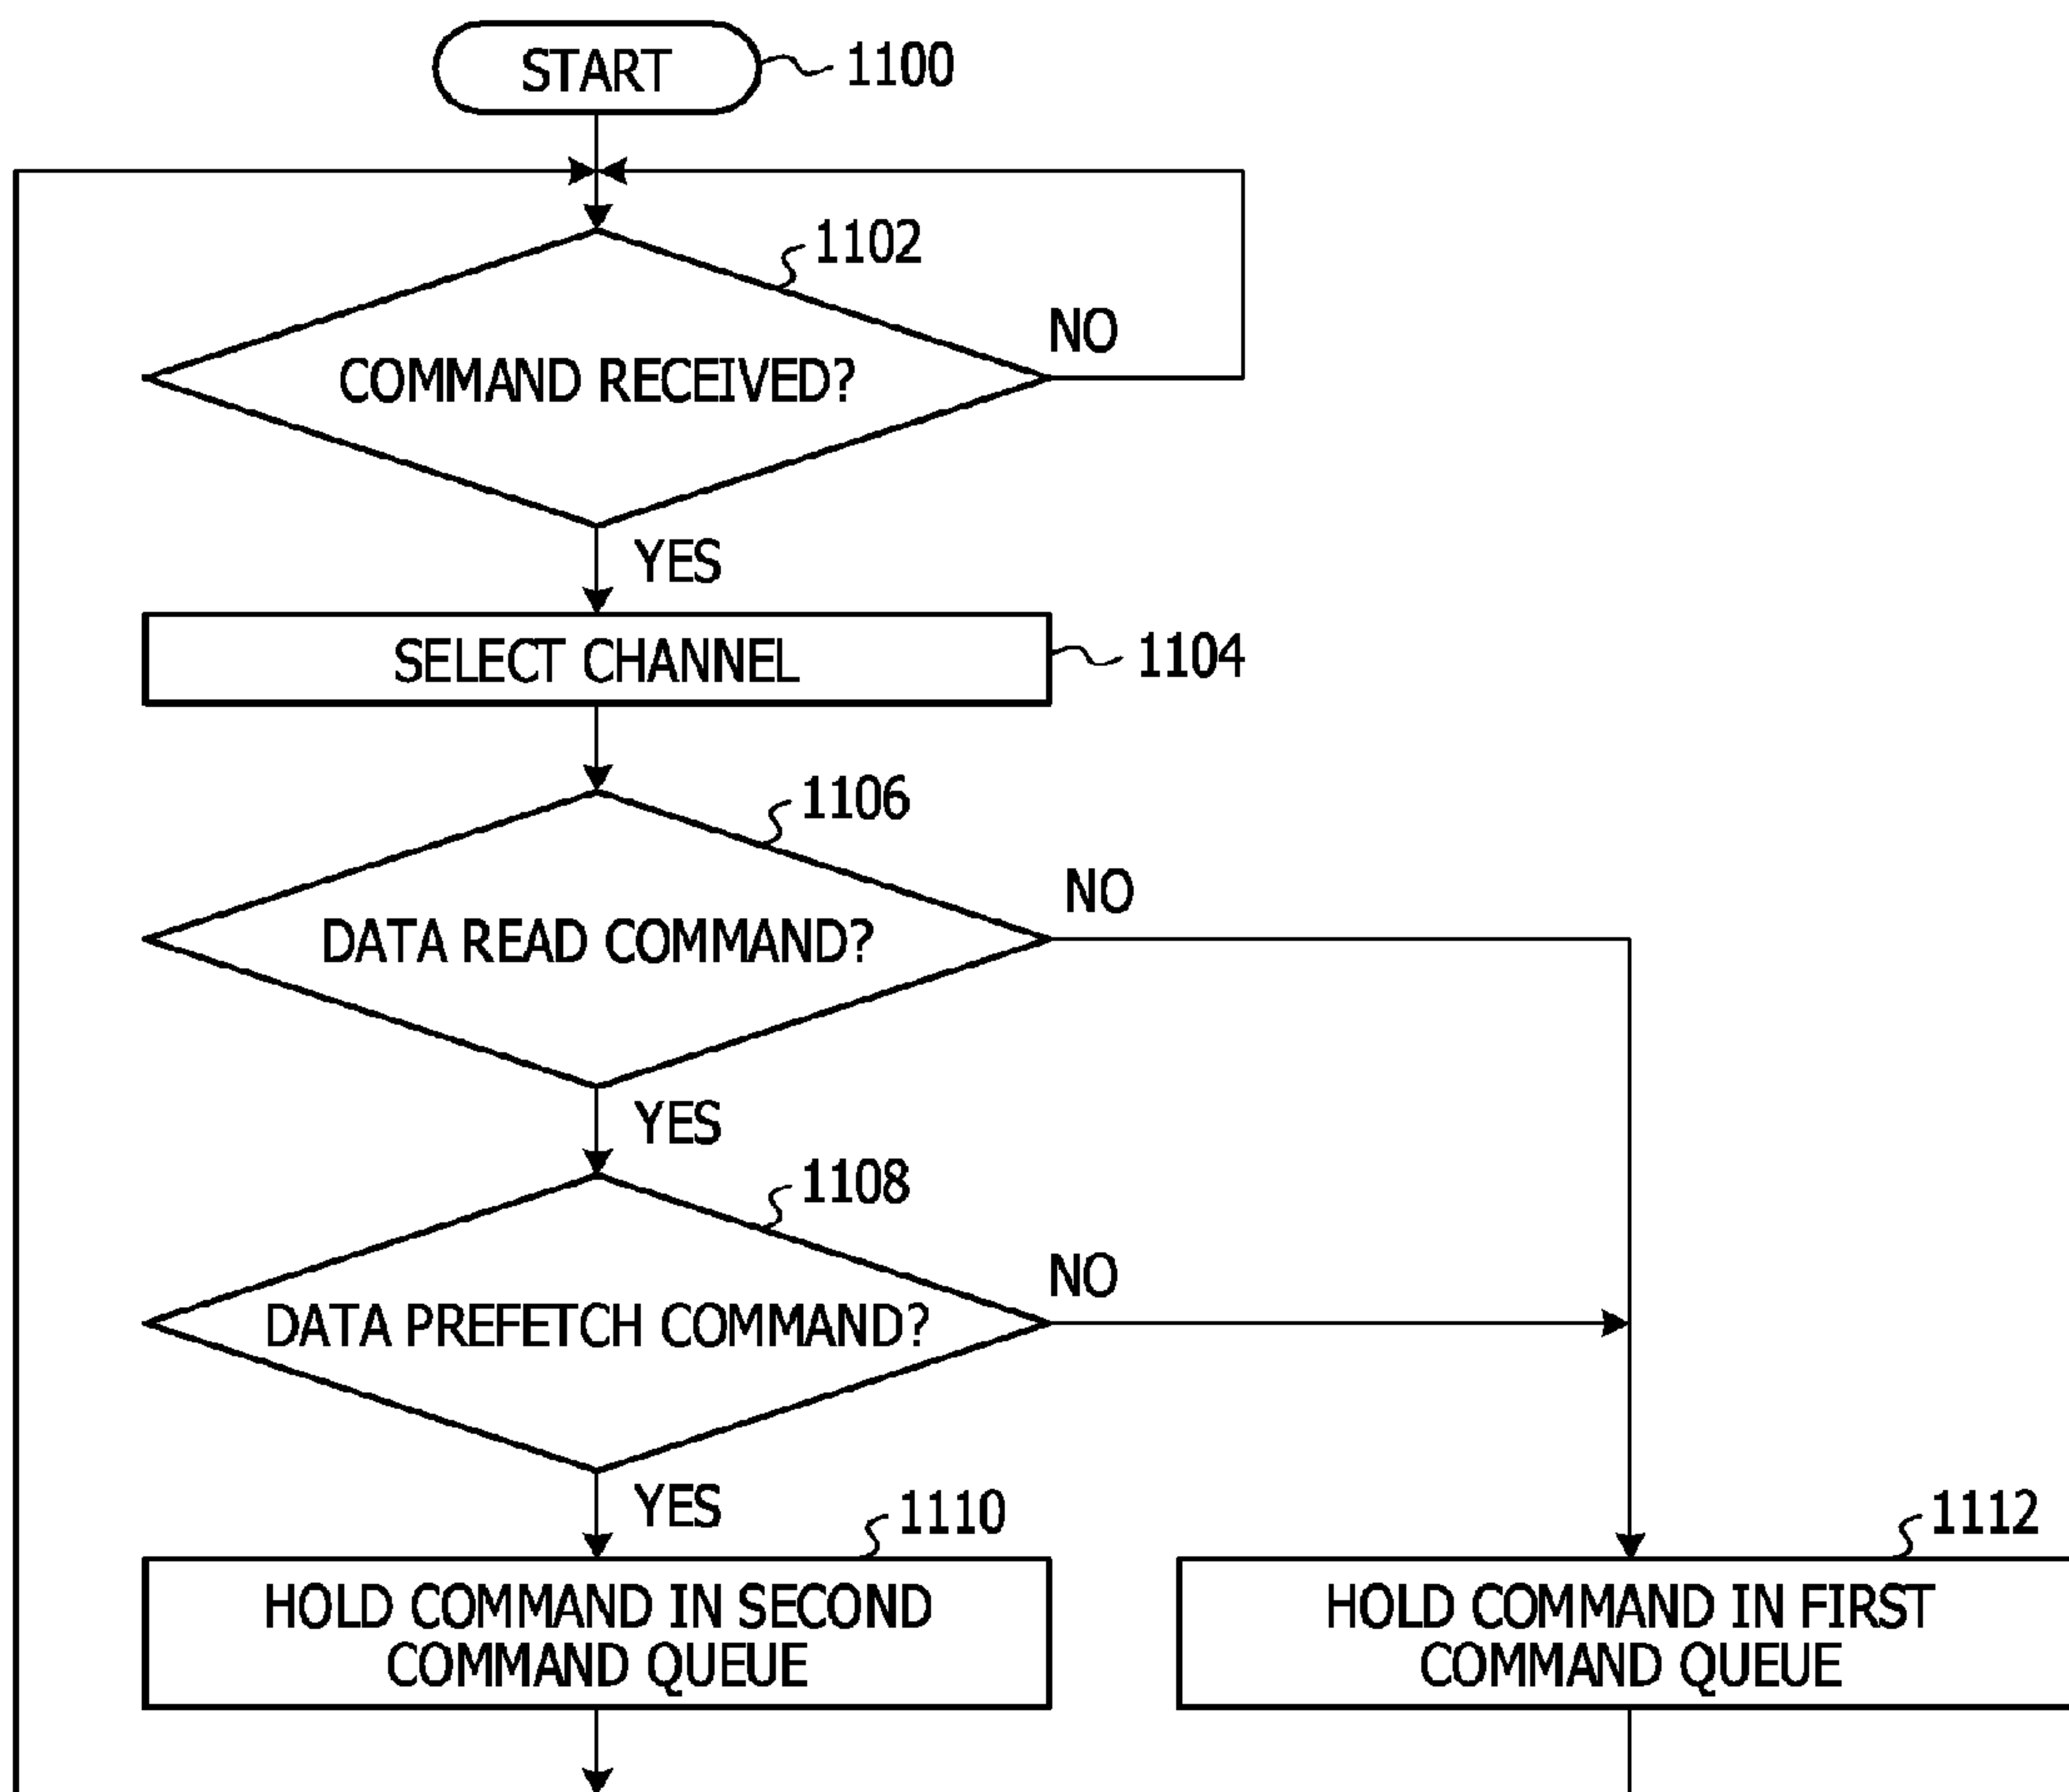 START
1100
1102
COMMAND RECEIVED?
NO
YES
SELECT CHANNEL
1104
1106
DATA READ COMMAND?
NO
YES
1108
DATA PREFETCH COMMAND?
NO
YES
1110
HOLD COMMAND IN SECOND
COMMAND QUEUE
1112
HOLD COMMAND IN FIRST
COMMAND QUEUE